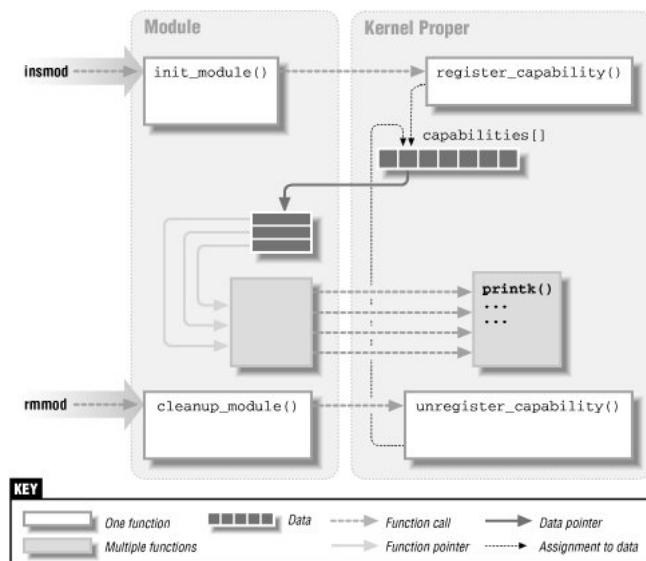 Module
Kernel Proper
insmod
init_module()
register_capability()
capabilities[]
printk()
...
...
rmmod
cleanup_module()
unregister_capability()
KEY
One function
Data
Function call
Data pointer
Multiple functions
Function pointer
Assignment to data